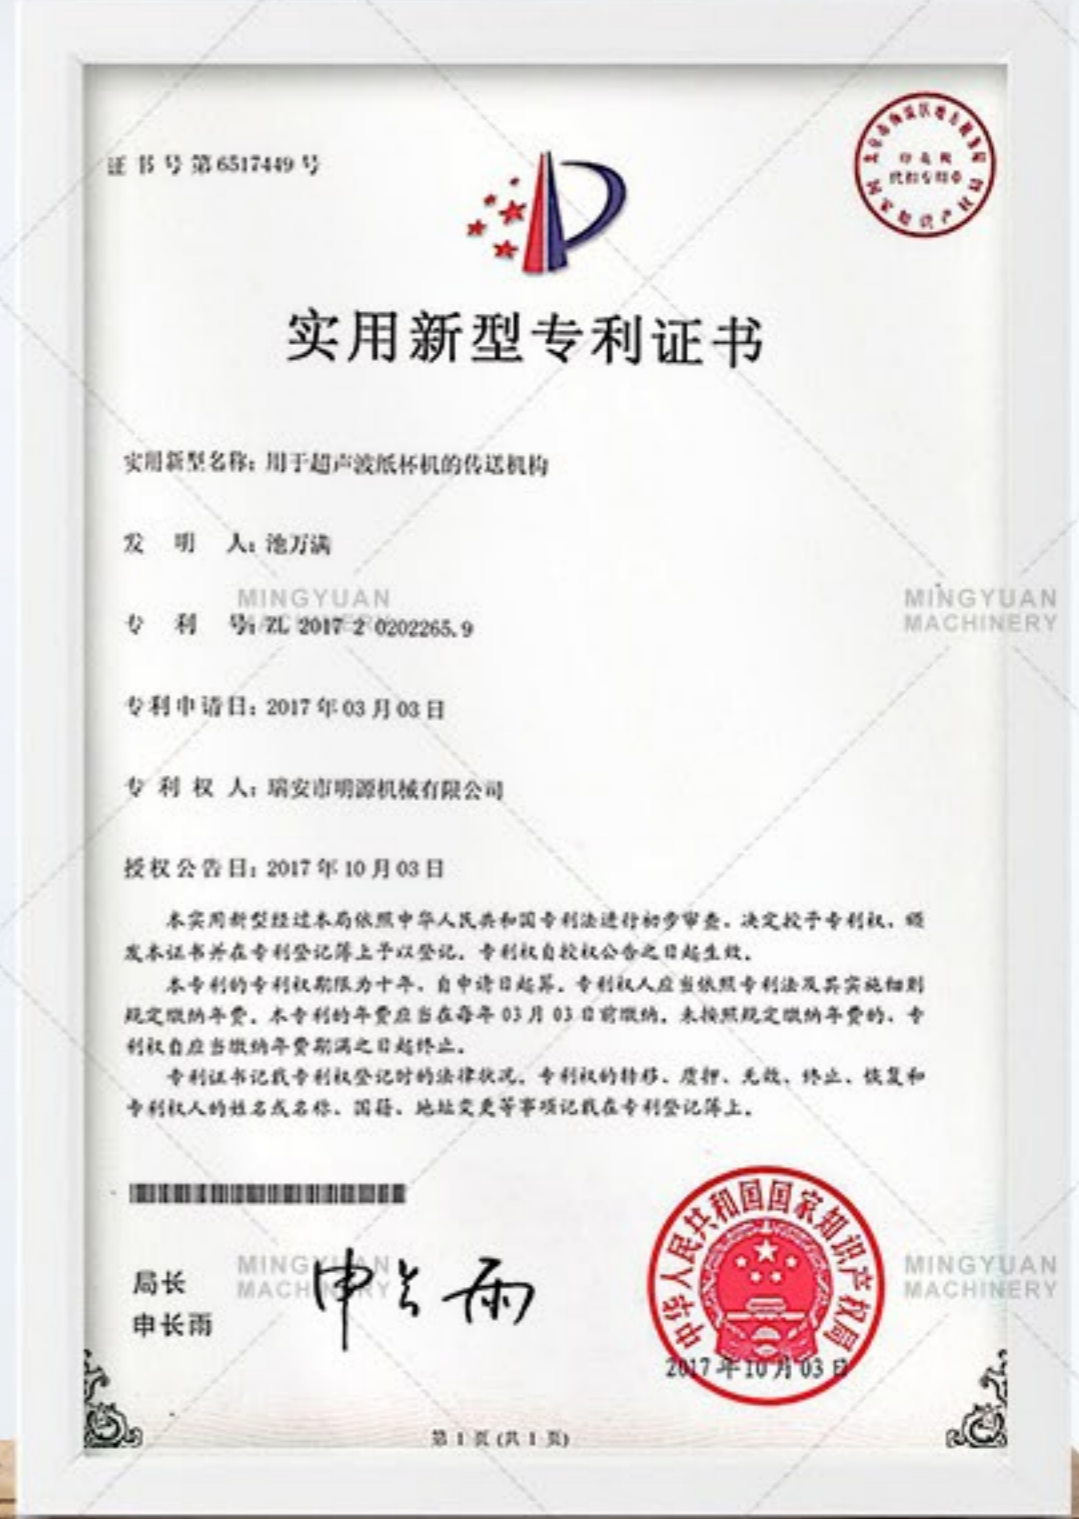 证书号第6517449号
实用新型专利证书
实用新型名称：用于超声波纸杯机的传送机构
发 明 人：池万满
MINGYUAN MACHINERY
MINGYUAN MACHINERY
专 利 号：ZL 2017 2 0202265.9
专利申请日：2017年03月03日
专 利 权 人：瑞安市明源机械有限公司
授权公告日：2017年10月03日
本实用新型经过本局依照中华人民共和国专利法进行初步审查，决定授予专利权，颁
发本证书并在专利登记簿上予以登记。专利权自授权公告之日起生效。
本专利的专利权期限为十年，自申请日起算。专利权人应当依照专利法及其实施细则
规定缴纳年费。本专利的年费应当在每年03月03日前缴纳。未按照规定缴纳年费的，专
利权自应当缴纳年费期满之日起终止。
专利证书记载专利权登记时的法律状况。专利权的转移、质押、无效、终止、恢复和
专利权人的姓名或名称、国籍、地址变更等事项记载在专利登记簿上。
MINGYUAN MACHINERY
MINGYUAN MACHINERY
局长
申长雨
申长雨
中华人民共和国国家知识产权局
2017年10月03日
第1页(共1页)